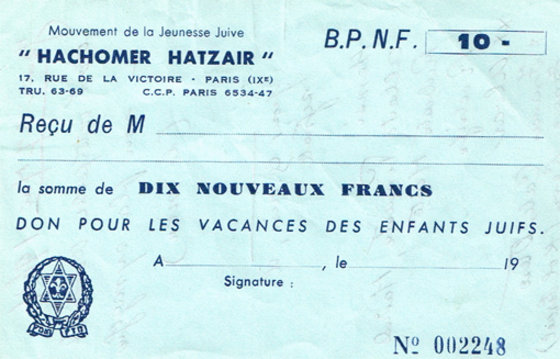 Mouvement de la Jeunesse Juive
" HACHOMER HATZAIR "
17, RUE DE LA VICTOIRE - PARIS (IXE)
TRU. 63-69 C.C.P. PARIS 6534-47
B.P.N.F. 10 -
Reçu de M
la somme de DIX NOUVEAUX FRANCS
DON POUR LES VACANCES DES ENFANTS JUIFS.
A , le 19
Signature :
Nº 002248